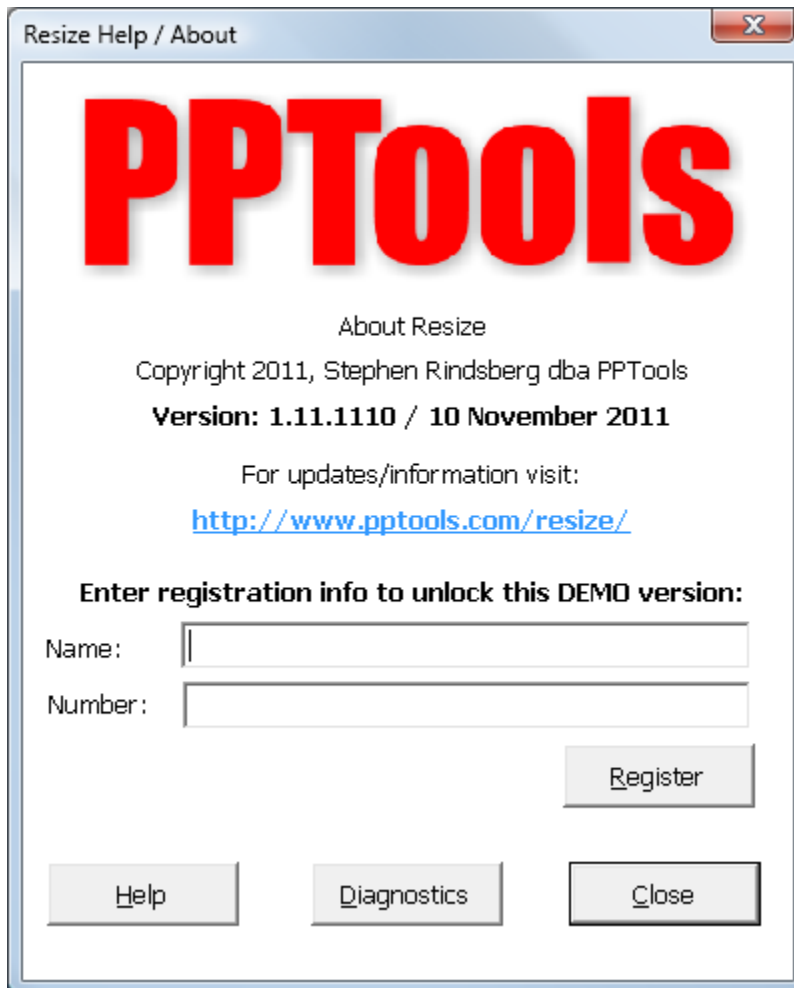 Resize Help / About
PPTools
About Resize
Copyright 2011, Stephen Rindsberg dba PPTools
Version: 1.11.1110 / 10 November 2011
For updates/information visit:
http://www.pptools.com/resize/
Enter registration info to unlock this DEMO version:
Name:
Number:
Register
Help Diagnostics Close